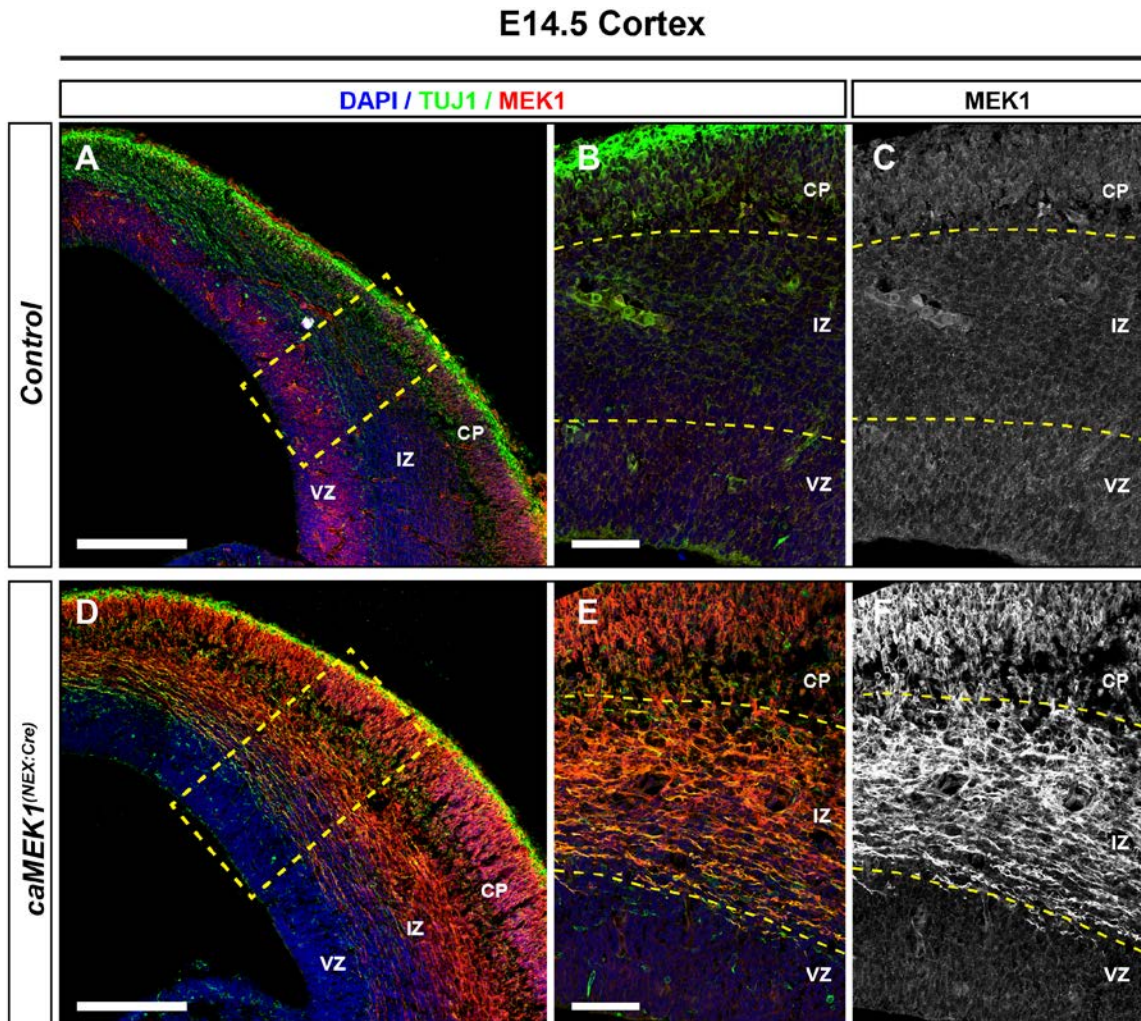 E14.5 Cortex
DAPI / TUJ1 / MEK1
MEK1
Control
A
VZ
IZ
CP
B
CP
IZ
VZ
C
CP
IZ
VZ
caMEK1(NEX:Cre)
D
VZ
IZ
CP
E
CP
IZ
VZ
F
CP
IZ
VZ